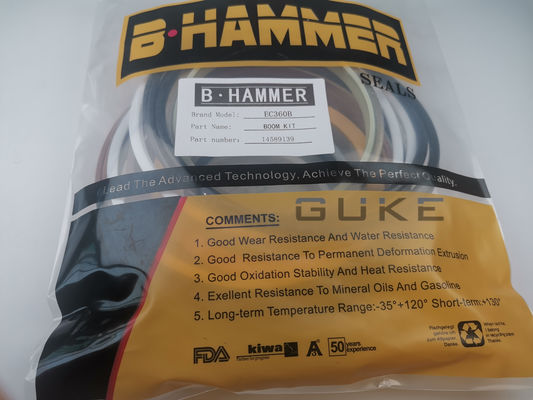 B·HAMMER
SEALS
B·HAMMER
Brand Model: EC360B
Part Name: BOOM KIT
Part number: 14589139
Lead The Advanced Technology, Achieve The Perfect Quality.
GUKE
COMMENTS:
1. Good Wear Resistance And Water Resistance
2. Good Resistance To Permanent Deformation Extrusion
3. Good Oxidation Stability And Heat Resistance
4. Exellent Resistance To Mineral Oils And Gasoline
5. Long-term Temperature Range:-35°+120° Short-term:+130°
FDA
kiwa
Partner for progress
A
50 years experience